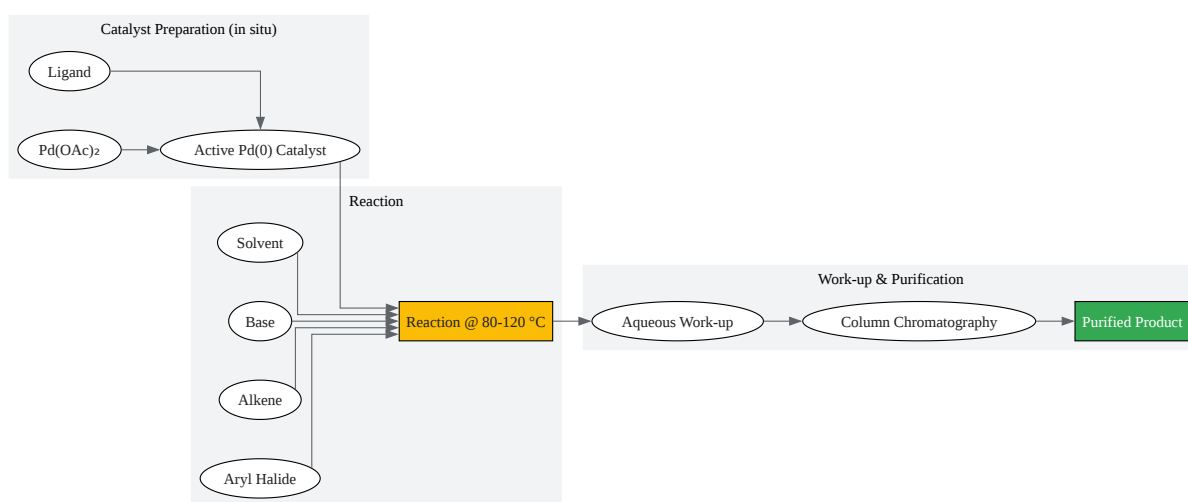 Catalyst Preparation (in situ)
Ligand
Pd(OAc)₂
Active Pd(0) Catalyst
Reaction
Solvent
Base
Alkene
Aryl Halide
Reaction @ 80-120 °C
Work-up & Purification
Aqueous Work-up
Column Chromatography
Purified Product